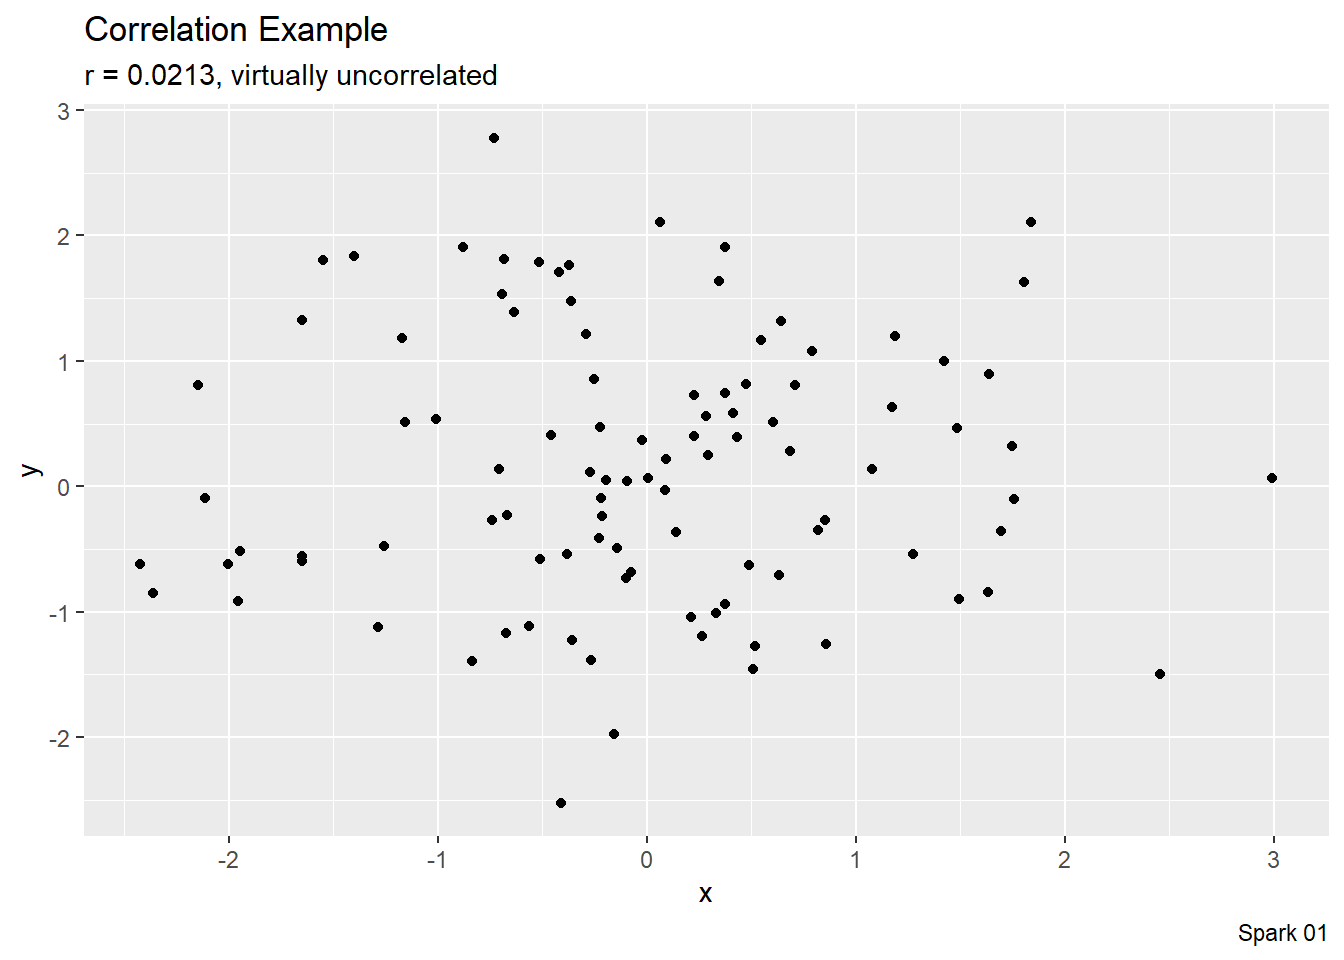 Correlation Example
r = 0.0213, virtually uncorrelated
3
2
1
0
-1
-2
y
-2 -1 0 1 2 3
x
Spark 01